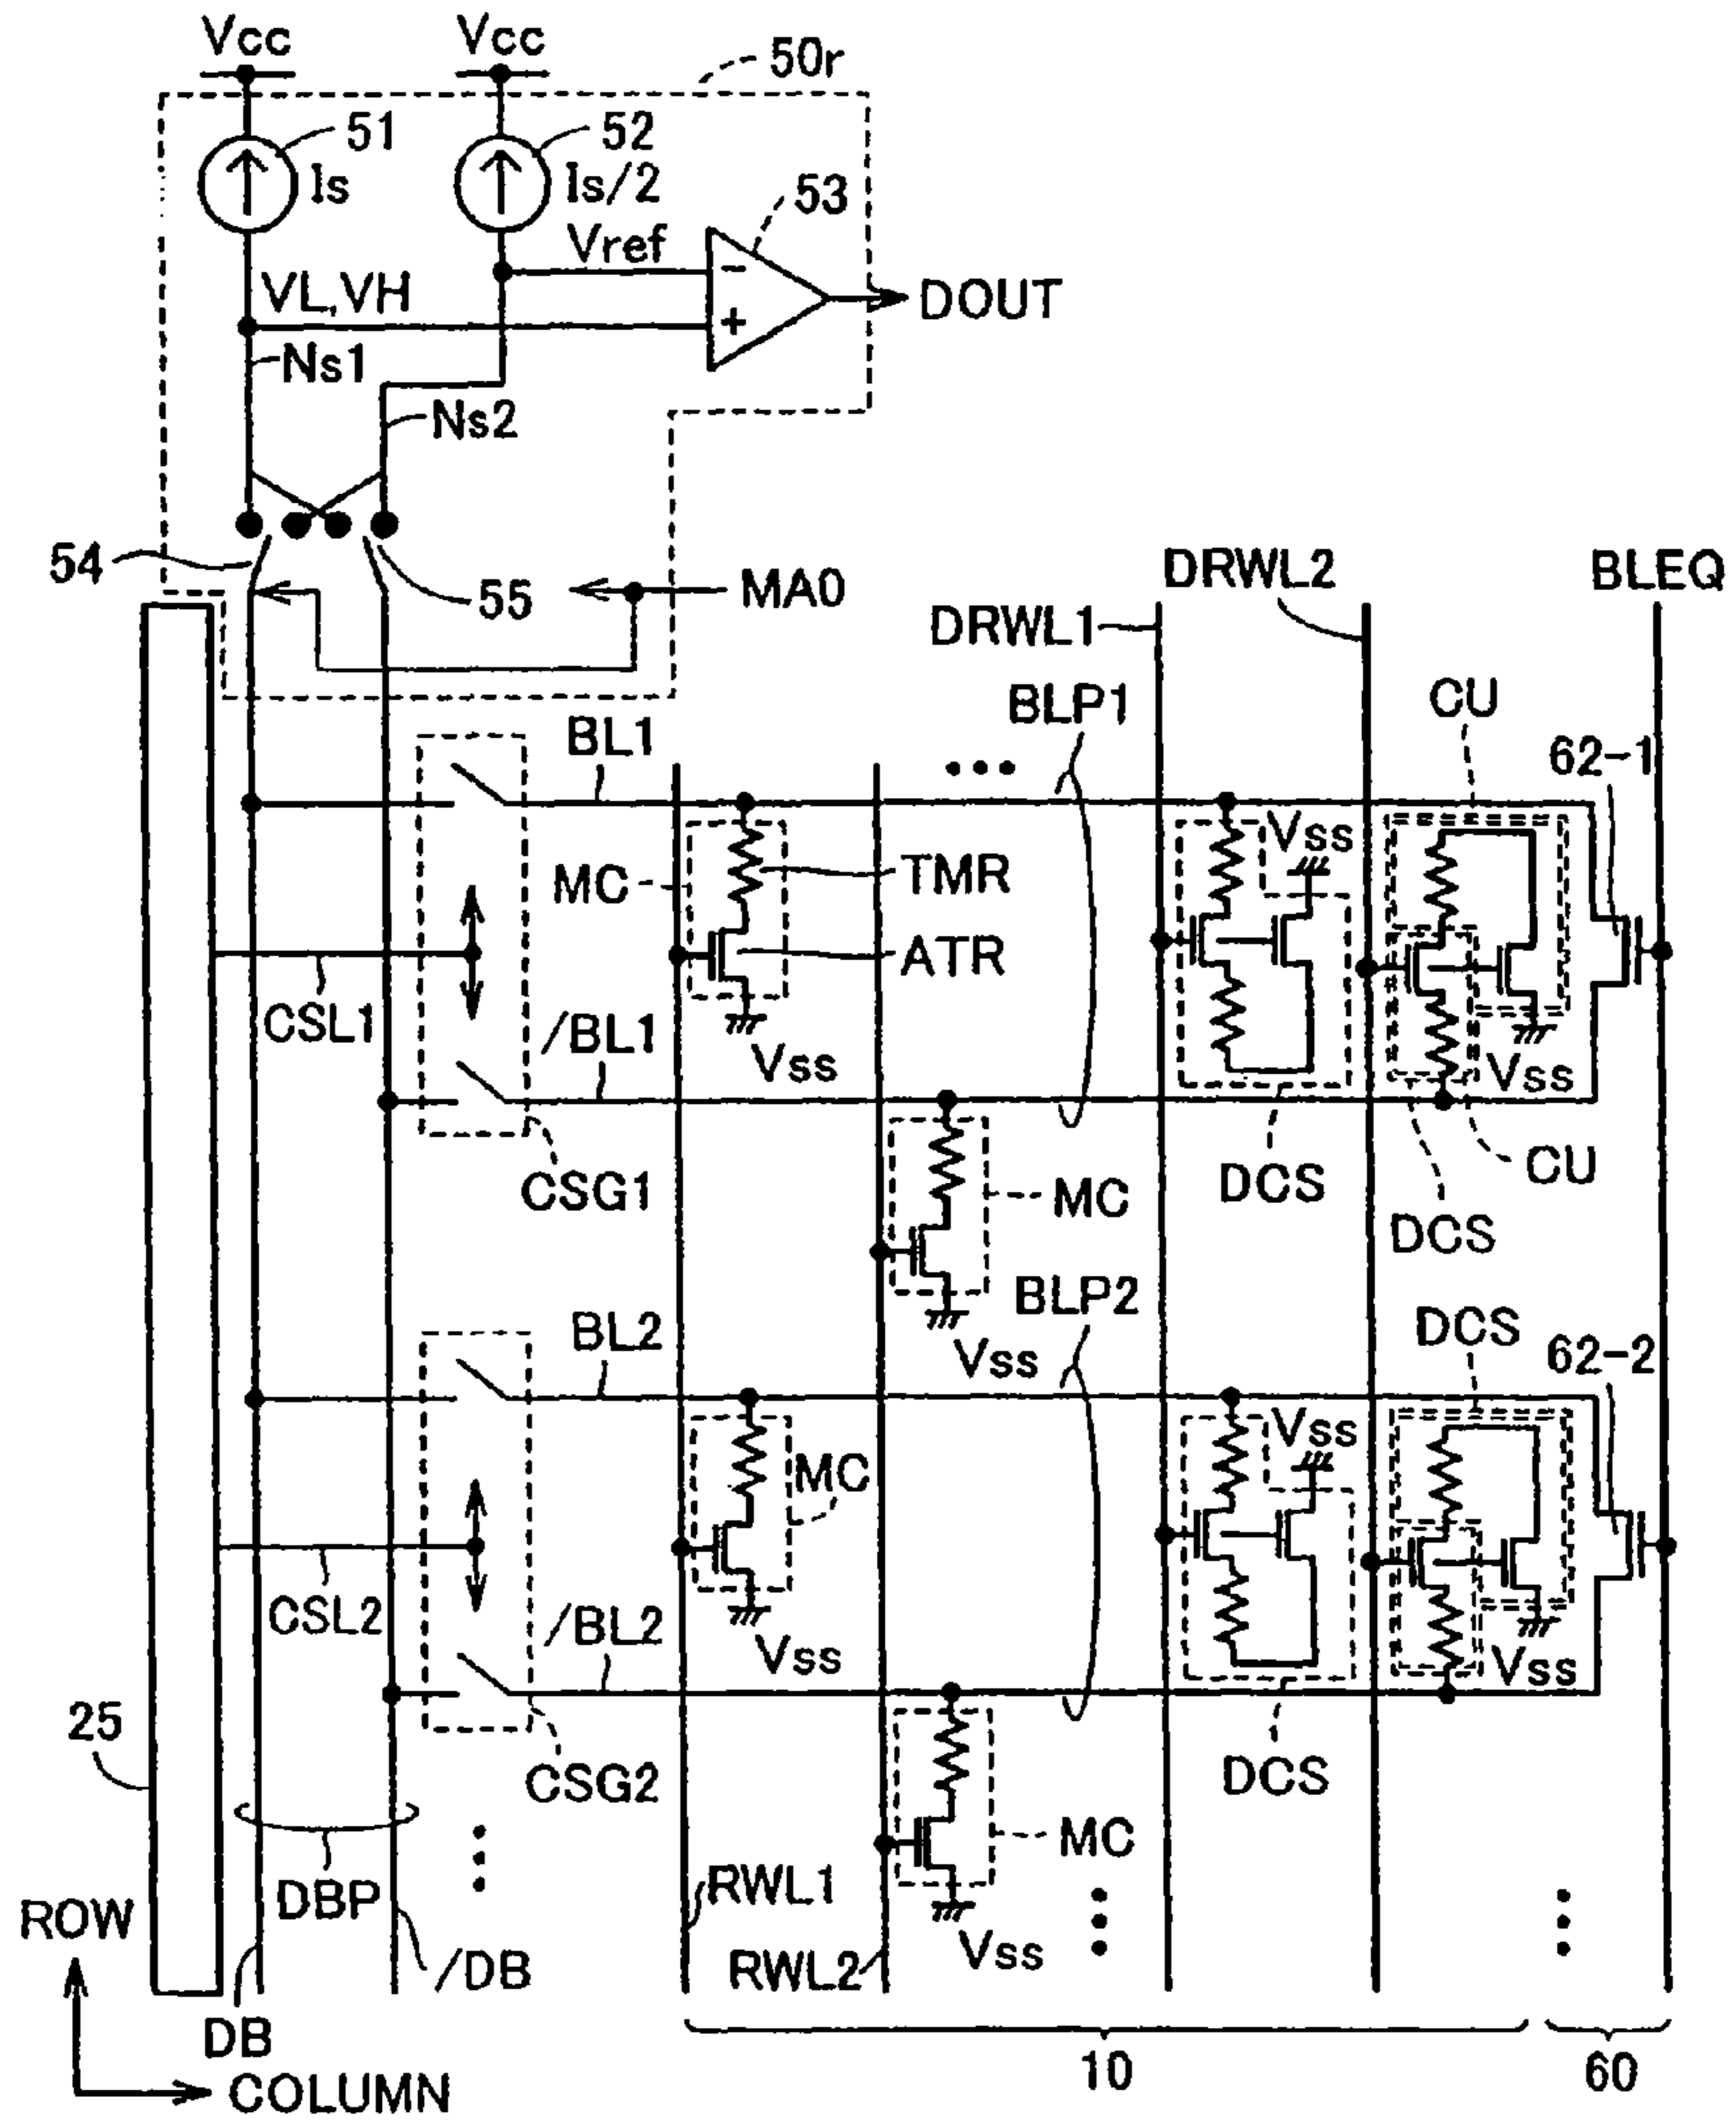 Vcc Vcc
50r
51 52
Is Is/2 53
Vref
VL,VH
DOUT
Ns1
Ns2
54
55 MA0
DRWL2 BLEQ
DRWL1
BLP1 CU
BL1 62-1
Vss
MC TMR
ATR
CSL1 /BL1
Vss Vss
CSG1 MC DCS CU
DCS
BLP2
BL2 DCS
Vss 62-2
Vss
MC
CSL2 /BL2
Vss Vss
25
CSG2 DCS
MC
DBP RWL1
ROW
/DB RWL2 Vss
DB
COLUMN 10 60